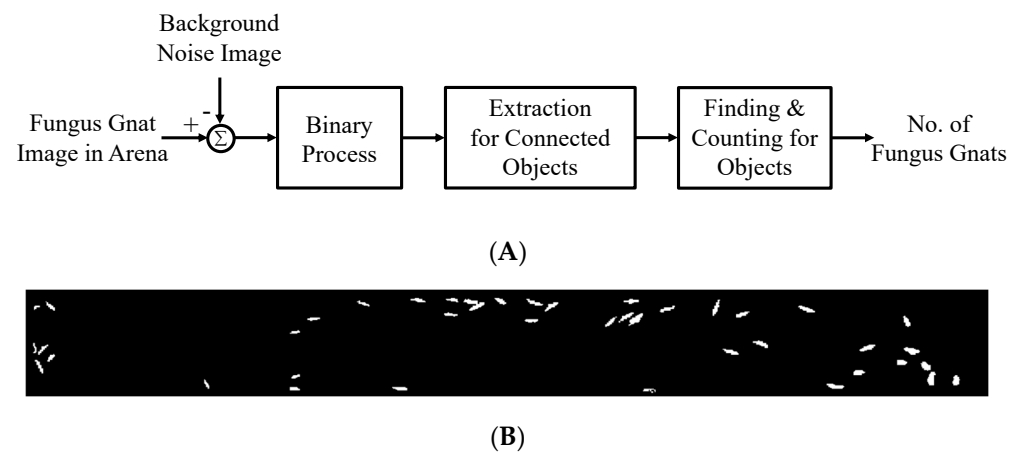 Background
Noise Image
-
+
Fungus Gnat
Image in Arena
Σ
Binary
Process
Extraction
for Connected
Objects
Finding &
Counting for
Objects
No. of
Fungus Gnats
(A)
(B)